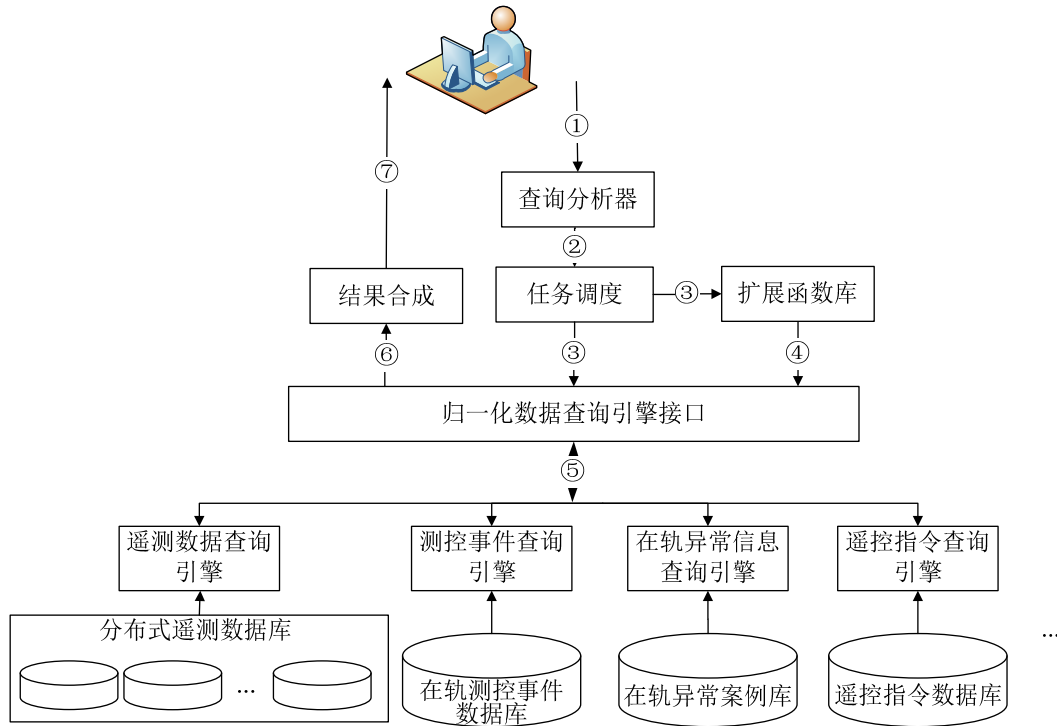 ①
⑦
查询分析器
②
结果合成
任务调度
③
扩展函数库
⑥
③
④
归一化数据查询引擎接口
⑤
遥测数据查询
引擎
测控事件查询
引擎
在轨异常信息
查询引擎
遥控指令查询
引擎
分布式遥测数据库
...
...
在轨测控事件
数据库
在轨异常案例库
遥控指令数据库